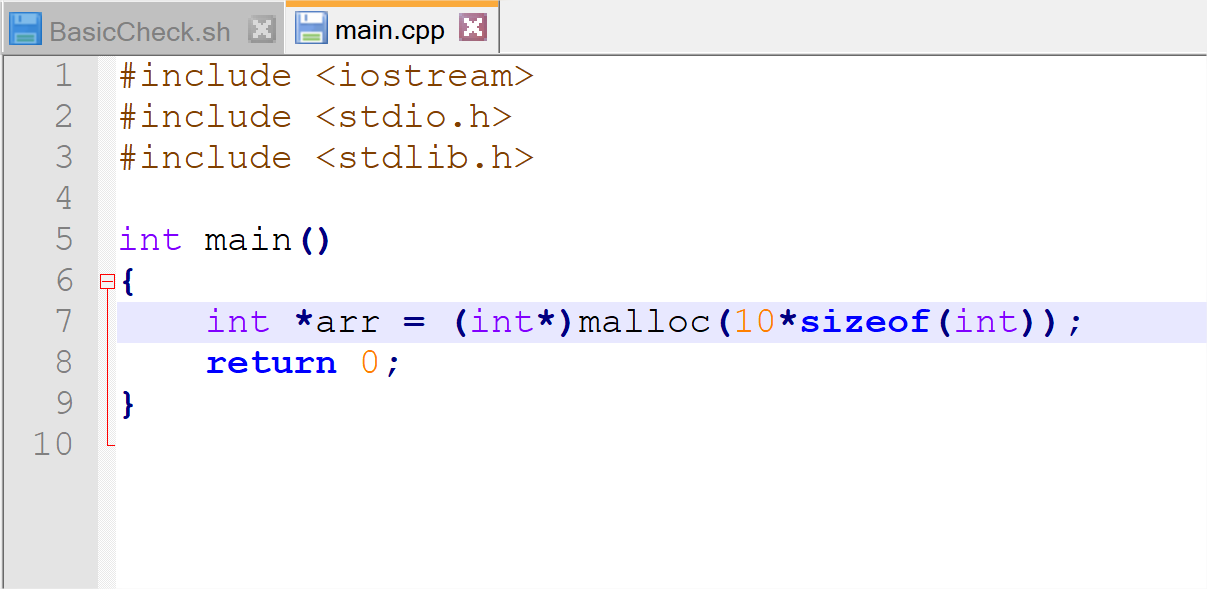 BasicCheck.sh main.cpp
1 #include <iostream>
2 #include <stdio.h>
3 #include <stdlib.h>
4
5 int main()
6 {
7     int *arr = (int*)malloc(10*sizeof(int));
8     return 0;
9 }
10